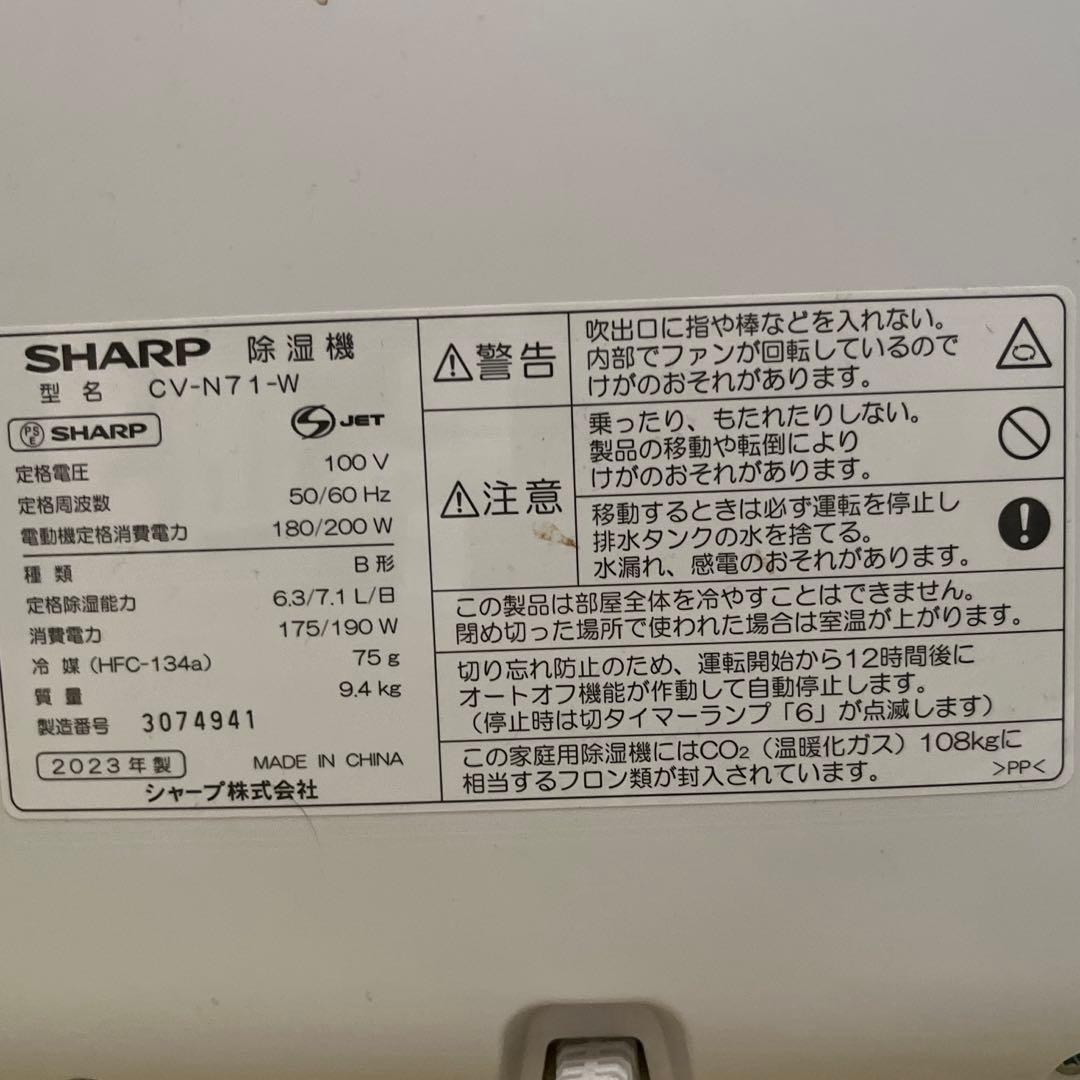 SHARP 除湿機
型名 CV-N71-W
PSE SHARP
S JET
定格電圧 100 V
定格周波数 50/60 Hz
電動機定格消費電力 180/200 W
種類 B 形
定格除湿能力 6.3/7.1 L/日
消費電力 175/190 W
冷媒 (HFC-134a) 75 g
質量 9.4 kg
製造番号 3074941
2023年製 MADE IN CHINA
シャープ株式会社
⚠警告
吹出口に指や棒などを入れない。
内部でファンが回転しているので
けがのおそれがあります。
⚠注意
乗ったり、もたれたりしない。
製品の移動や転倒により
けがのおそれがあります。
移動するときは必ず運転を停止し
排水タンクの水を捨てる。
水漏れ、感電のおそれがあります。
この製品は部屋全体を冷やすことはできません。
閉め切った場所で使われた場合は室温が上がります。
切り忘れ防止のため、運転開始から12時間後に
オートオフ機能が作動して自動停止します。
（停止時は切タイマーランプ「6」が点滅します）
この家庭用除湿機にはCO₂（温暖化ガス）108kgに
相当するフロン類が封入されています。
>PP<